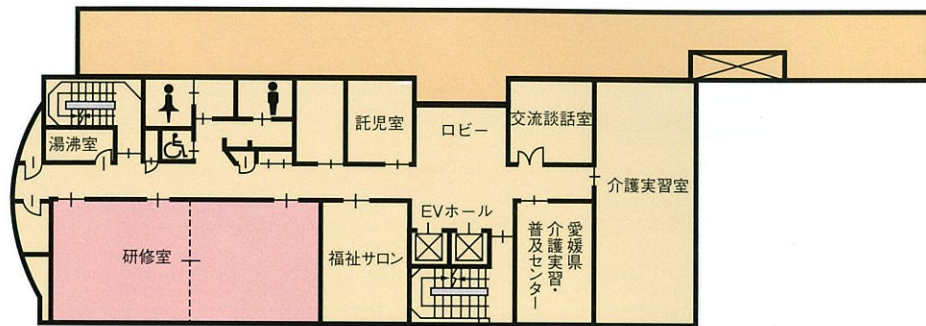 託児室
ロビー
交流談話室
湯沸室
介護実習室
EVホール
研修室
福祉サロン
愛媛県
介護実習・
普及センター